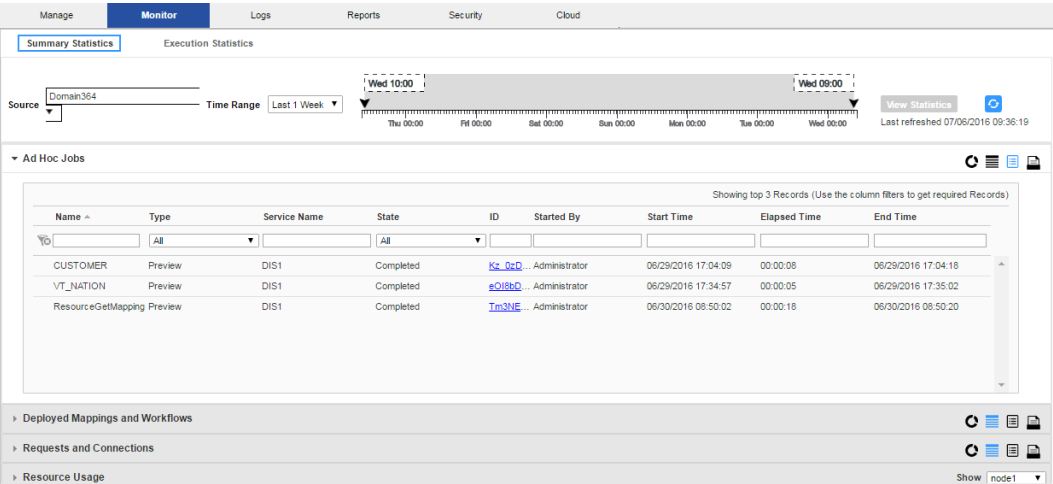 Manage Monitor Logs Reports Security Cloud
Summary Statistics Execution Statistics
Source Domain364 Time Range Last 1 Week Wed 10:00 Wed 09:00 View Statistics
Thu 00:00 Fri 00:00 Sat 00:00 Sun 00:00 Mon 00:00 Tue 00:00 Wed 00:00
Last refreshed 07/06/2016 09:36:19
Ad Hoc Jobs
Showing top 3 Records (Use the column filters to get required Records)
Name Type Service Name State ID Started By Start Time Elapsed Time End Time
All All
CUSTOMER Preview DIS1 Completed Kz_0zD... Administrator 06/29/2016 17:04:09 00:00:08 06/29/2016 17:04:18
VT_NATION Preview DIS1 Completed eOI8bD... Administrator 06/29/2016 17:34:57 00:00:05 06/29/2016 17:35:02
ResourceGetMapping Preview DIS1 Completed Tm3NE... Administrator 06/30/2016 08:50:02 00:00:18 06/30/2016 08:50:20
Deployed Mappings and Workflows
Requests and Connections
Resource Usage Show node1